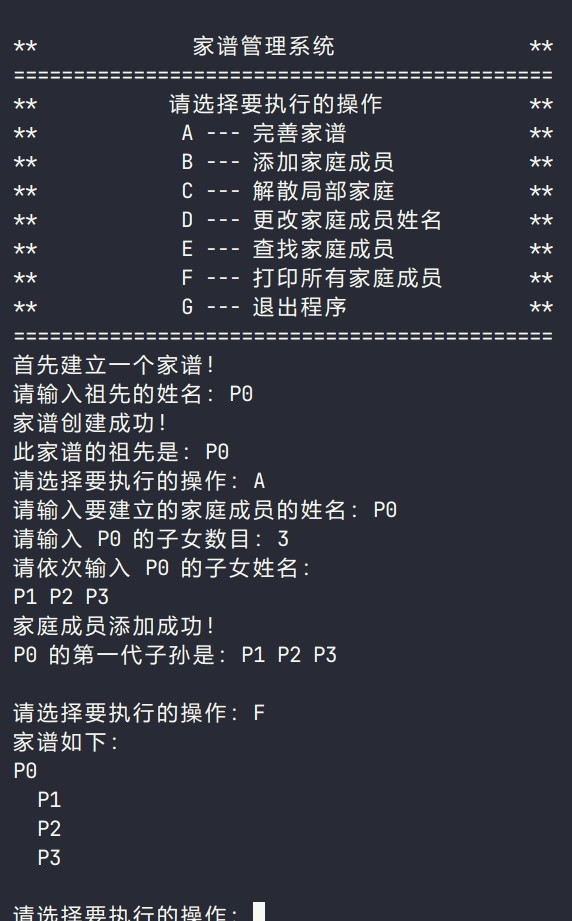 ** 家谱管理系统 **
=============================================
** 请选择要执行的操作 **
** A --- 完善家谱 **
** B --- 添加家庭成员 **
** C --- 解散局部家庭 **
** D --- 更改家庭成员姓名 **
** E --- 查找家庭成员 **
** F --- 打印所有家庭成员 **
** G --- 退出程序 **
=============================================
首先建立一个家谱!
请输入祖先的姓名: P0
家谱创建成功!
此家谱的祖先是: P0
请选择要执行的操作: A
请输入要建立的家庭成员的姓名: P0
请输入 P0 的子女数目: 3
请依次输入 P0 的子女姓名:
P1 P2 P3
家庭成员添加成功!
P0 的第一代子孙是: P1 P2 P3
请选择要执行的操作: F
家谱如下:
P0
P1
P2
P3
请选择要执行的操作: